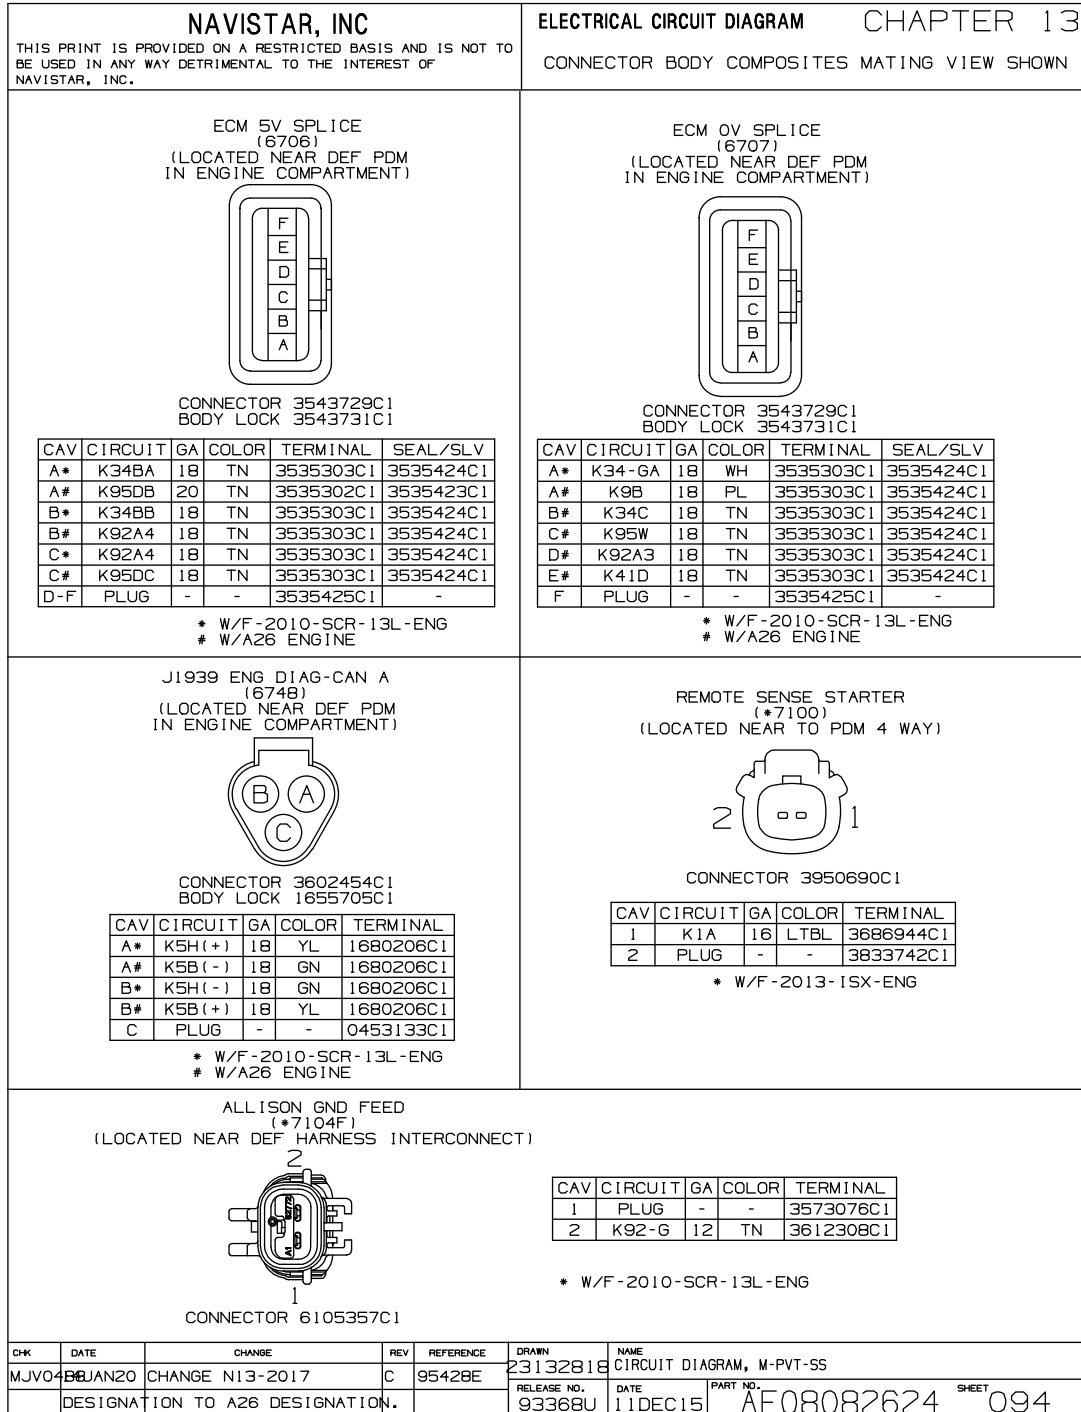 NAVISTAR, INC
THIS PRINT IS PROVIDED ON A RESTRICTED BASIS AND IS NOT TO
BE USED IN ANY WAY DETRIMENTAL TO THE INTEREST OF
NAVISTAR, INC.
ELECTRICAL CIRCUIT DIAGRAM CHAPTER 13
CONNECTOR BODY COMPOSITES MATING VIEW SHOWN
ECM 5V SPLICE
(6706)
(LOCATED NEAR DEF PDM
IN ENGINE COMPARTMENT)
F
E
D
C
B
A
CONNECTOR 3543729C1
BODY LOCK 3543731C1
CAV CIRCUIT GA COLOR TERMINAL SEAL/SLV
A* K34BA 18 TN 3535303C1 3535424C1
A# K95DB 20 TN 3535302C1 3535423C1
B* K34BB 18 TN 3535303C1 3535424C1
B# K92A4 18 TN 3535303C1 3535424C1
C* K92A4 18 TN 3535303C1 3535424C1
C# K95DC 18 TN 3535303C1 3535424C1
D-F PLUG - - 3535425C1 -
* W/F-2010-SCR-13L-ENG
# W/A26 ENGINE
ECM 0V SPLICE
(6707)
(LOCATED NEAR DEF PDM
IN ENGINE COMPARTMENT)
F
E
D
C
B
A
CONNECTOR 3543729C1
BODY LOCK 3543731C1
CAV CIRCUIT GA COLOR TERMINAL SEAL/SLV
A* K34-GA 18 WH 3535303C1 3535424C1
A# K9B 18 PL 3535303C1 3535424C1
B# K34C 18 TN 3535303C1 3535424C1
C# K95W 18 TN 3535303C1 3535424C1
D# K92A3 18 TN 3535303C1 3535424C1
E# K41D 18 TN 3535303C1 3535424C1
F PLUG - - 3535425C1 -
* W/F-2010-SCR-13L-ENG
# W/A26 ENGINE
J1939 ENG DIAG-CAN A
(6748)
(LOCATED NEAR DEF PDM
IN ENGINE COMPARTMENT)
B A
C
CONNECTOR 3602454C1
BODY LOCK 1655705C1
CAV CIRCUIT GA COLOR TERMINAL
A* K5H(+) 18 YL 1680206C1
A# K5B(-) 18 GN 1680206C1
B* K5H(-) 18 GN 1680206C1
B# K5B(+) 18 YL 1680206C1
C PLUG - - 0453133C1
* W/F-2010-SCR-13L-ENG
# W/A26 ENGINE
REMOTE SENSE STARTER
(*7100)
(LOCATED NEAR TO PDM 4 WAY)
2 1
CONNECTOR 3950690C1
CAV CIRCUIT GA COLOR TERMINAL
1 K1A 16 LTBL 3686944C1
2 PLUG - - 3833742C1
* W/F-2013-ISX-ENG
ALLISON GND FEED
(*7104F)
(LOCATED NEAR DEF HARNESS INTERCONNECT)
2
A1
1
CONNECTOR 6105357C1
CAV CIRCUIT GA COLOR TERMINAL
1 PLUG - - 3573076C1
2 K92-G 12 TN 3612308C1
* W/F-2010-SCR-13L-ENG
CHK DATE CHANGE REV REFERENCE
CHANGE N13-2017 C 95428E
DESIGNATION TO A26 DESIGNATION.
DRAWN
23132818
NAME
CIRCUIT DIAGRAM, M-PVT-SS
RELEASE NO.
93368U
DATE
11DEC15
PART NO.
AF08082624
SHEET
094